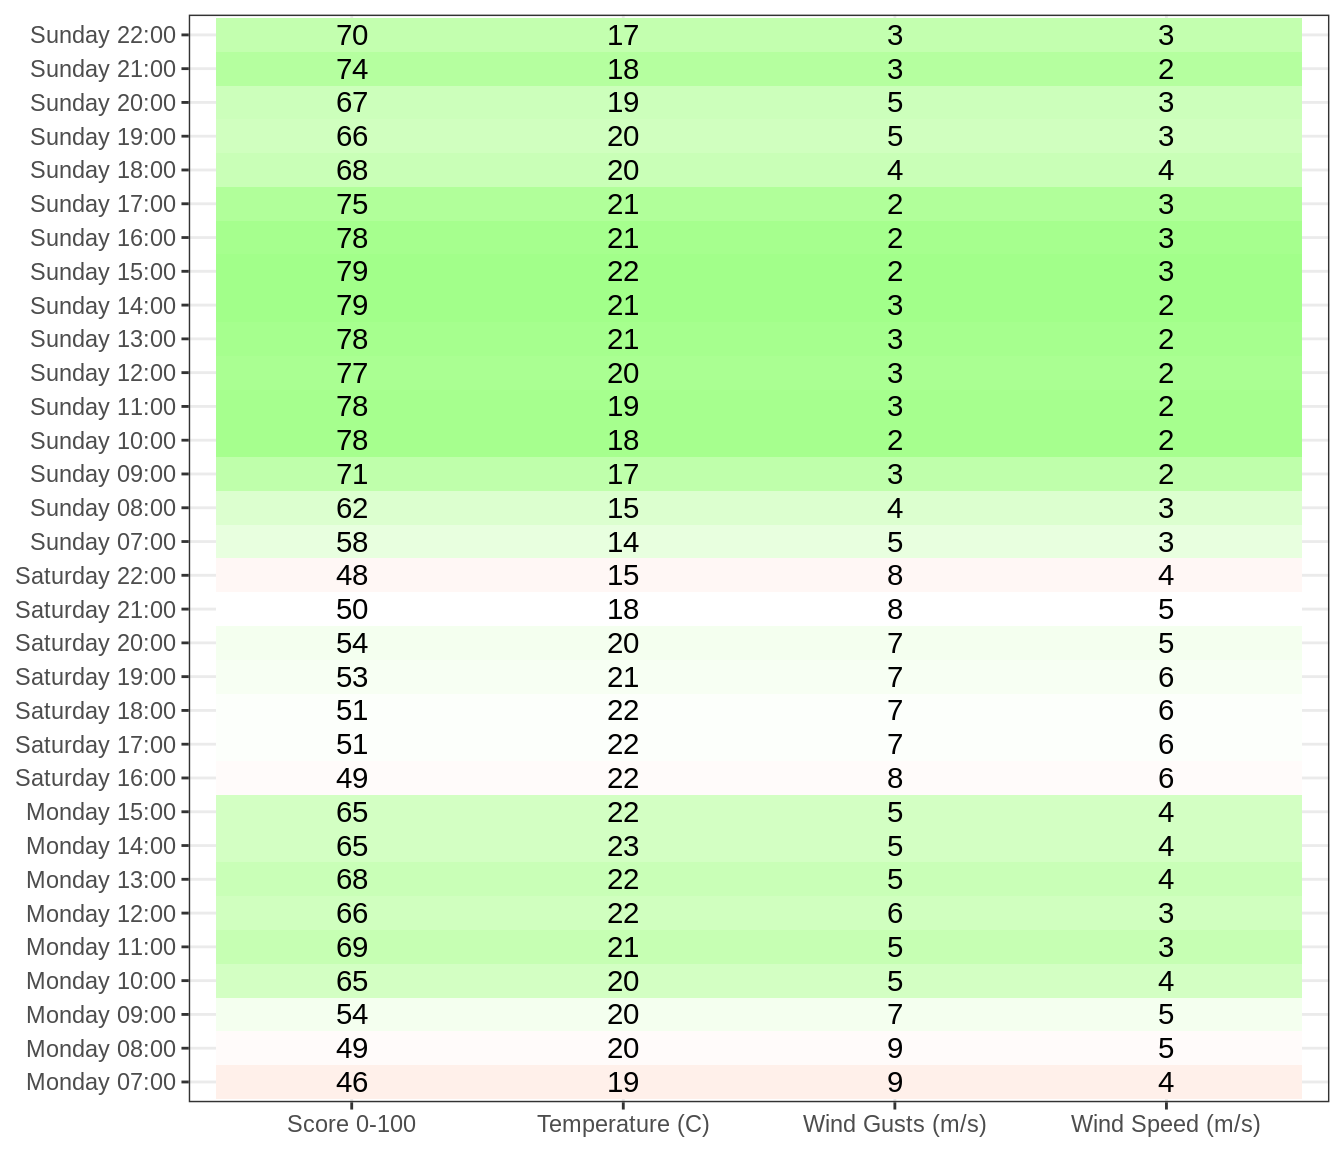 Sunday 22:00 70 17 3 3
Sunday 21:00 74 18 3 2
Sunday 20:00 67 19 5 3
Sunday 19:00 66 20 5 3
Sunday 18:00 68 20 4 4
Sunday 17:00 75 21 2 3
Sunday 16:00 78 21 2 3
Sunday 15:00 79 22 2 3
Sunday 14:00 79 21 3 2
Sunday 13:00 78 21 3 2
Sunday 12:00 77 20 3 2
Sunday 11:00 78 19 3 2
Sunday 10:00 78 18 2 2
Sunday 09:00 71 17 3 2
Sunday 08:00 62 15 4 3
Sunday 07:00 58 14 5 3
Saturday 22:00 48 15 8 4
Saturday 21:00 50 18 8 5
Saturday 20:00 54 20 7 5
Saturday 19:00 53 21 7 6
Saturday 18:00 51 22 7 6
Saturday 17:00 51 22 7 6
Saturday 16:00 49 22 8 6
Monday 15:00 65 22 5 4
Monday 14:00 65 23 5 4
Monday 13:00 68 22 5 4
Monday 12:00 66 22 6 3
Monday 11:00 69 21 5 3
Monday 10:00 65 20 5 4
Monday 09:00 54 20 7 5
Monday 08:00 49 20 9 5
Monday 07:00 46 19 9 4
Score 0-100 Temperature (C) Wind Gusts (m/s) Wind Speed (m/s)